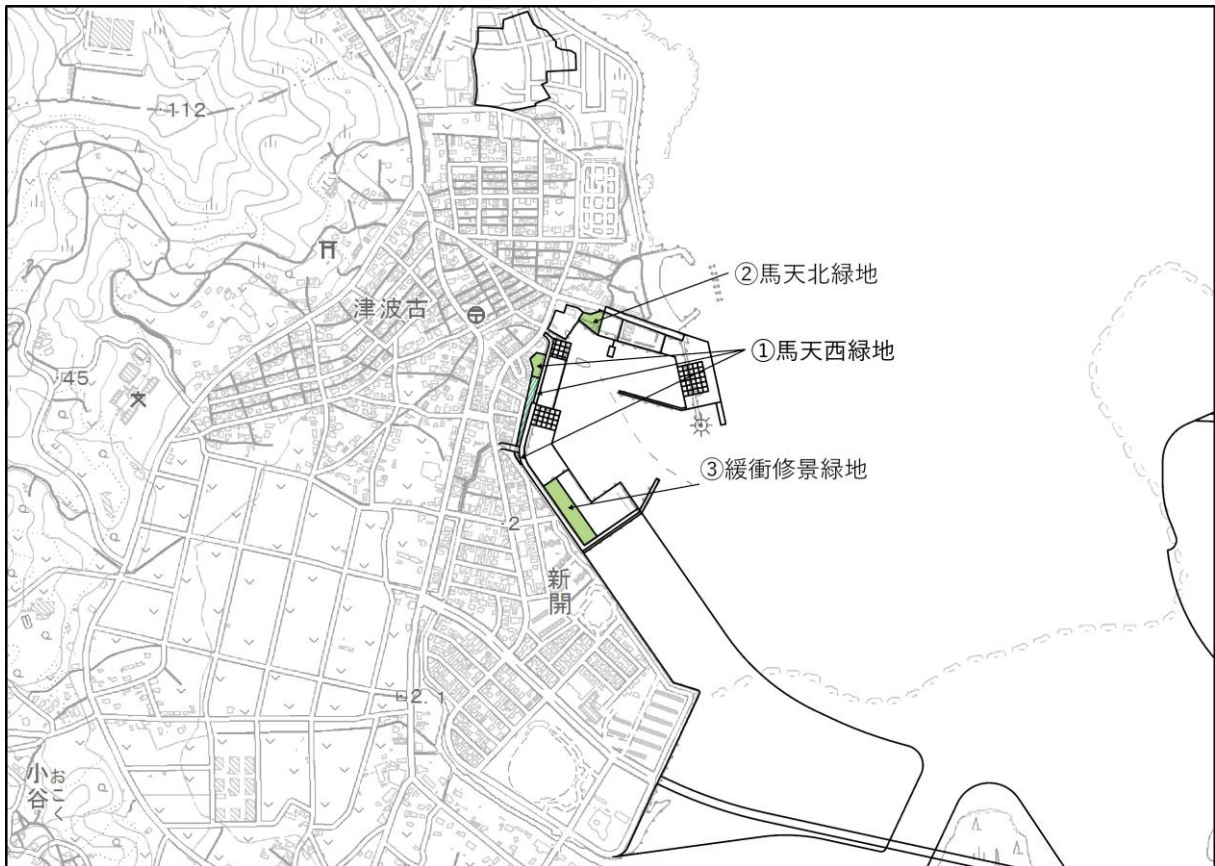 ・112
②馬天北緑地
津波古
①馬天西緑地
・45
③緩衝修景緑地
・2
新開
2.1
小谷
おこく